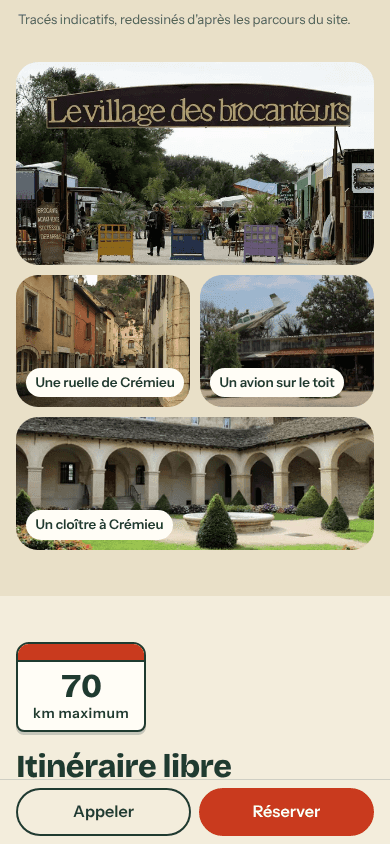 Tracés indicatifs, redessinés d'après les parcours du site.
Le village des brocanteurs
Une ruelle de Crémieu
Un avion sur le toit
Un cloître à Crémieu
70
km maximum
Itinéraire libre
Appeler
Réserver